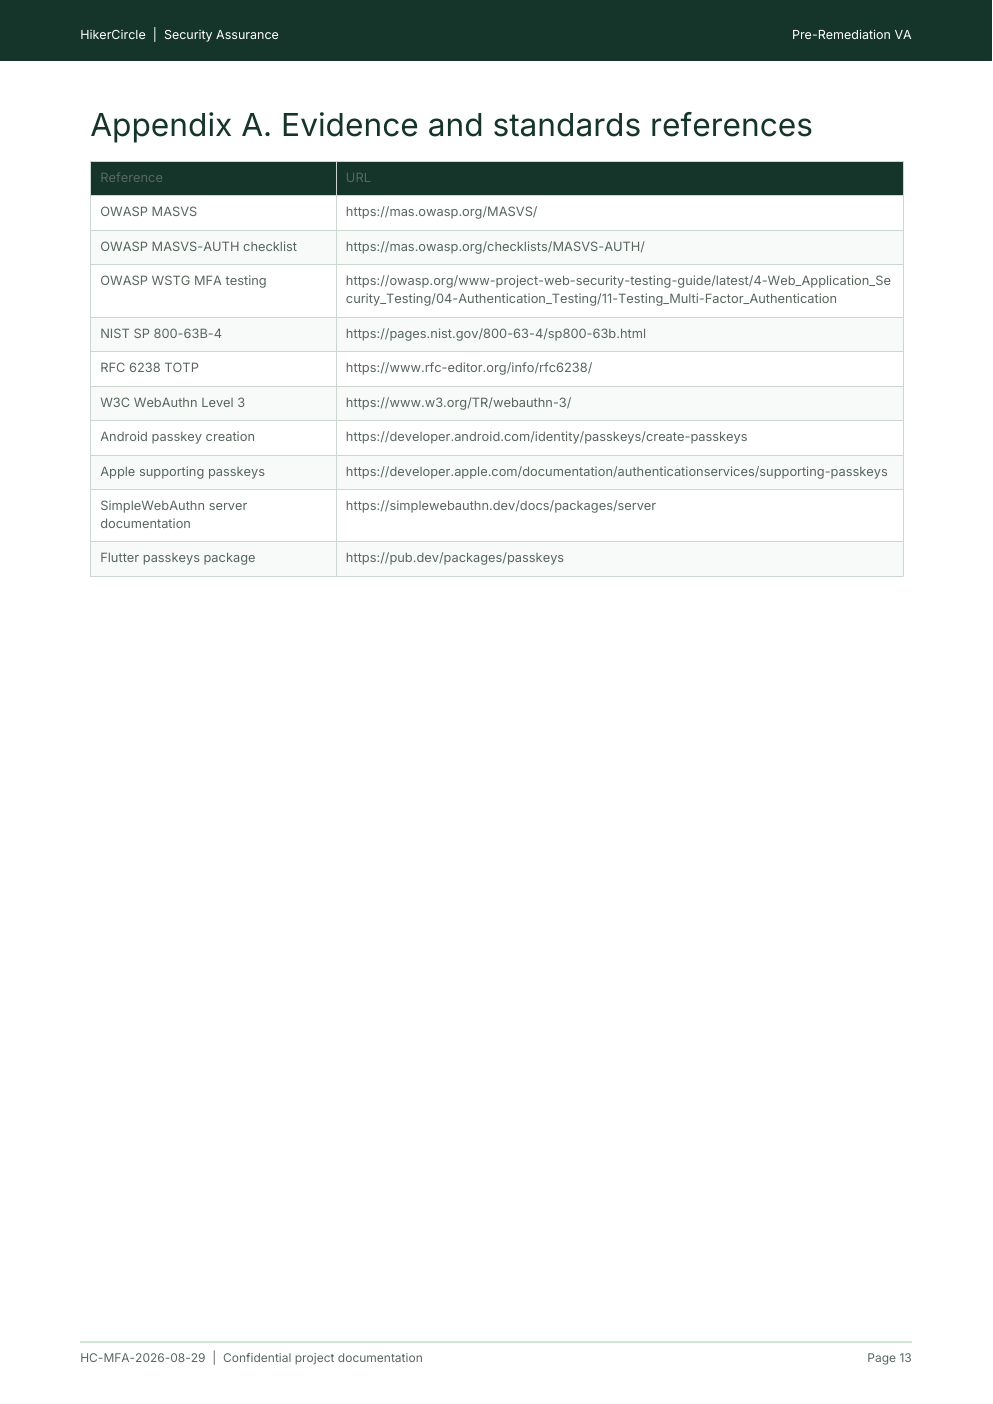 HikerCircle | Security Assurance
Pre-Remediation VA
Appendix A. Evidence and standards references
Reference
URL
OWASP MASVS
https://mas.owasp.org/MASVS/
OWASP MASVS-AUTH checklist
https://mas.owasp.org/checklists/MASVS-AUTH/
OWASP WSTG MFA testing
https://owasp.org/www-project-web-security-testing-guide/latest/4-Web_Application_Se
curity_Testing/04-Authentication_Testing/11-Testing_Multi-Factor_Authentication
NIST SP 800-63B-4
https://pages.nist.gov/800-63-4/sp800-63b.html
RFC 6238 TOTP
https://www.rfc-editor.org/info/rfc6238/
W3C WebAuthn Level 3
https://www.w3.org/TR/webauthn-3/
Android passkey creation
https://developer.android.com/identity/passkeys/create-passkeys
Apple supporting passkeys
https://developer.apple.com/documentation/authenticationservices/supporting-passkeys
SimpleWebAuthn server
documentation
https://simplewebauthn.dev/docs/packages/server
Flutter passkeys package
https://pub.dev/packages/passkeys
HC-MFA-2026-08-29 | Confidential project documentation
Page 13